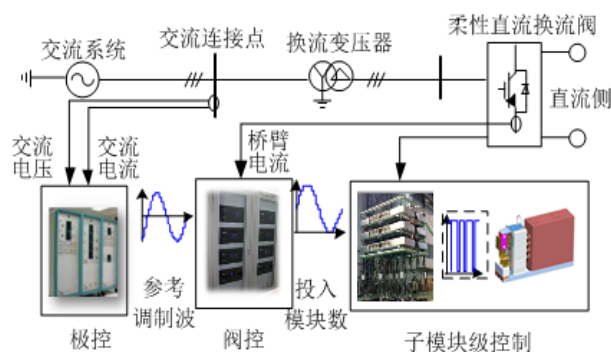 交流系统
交流连接点
换流变压器
柔性直流换流阀
直流侧
交流
电压
交流
电流
桥臂
电流
参考
调制波
投入
模块数
极控
阀控
子模块级控制